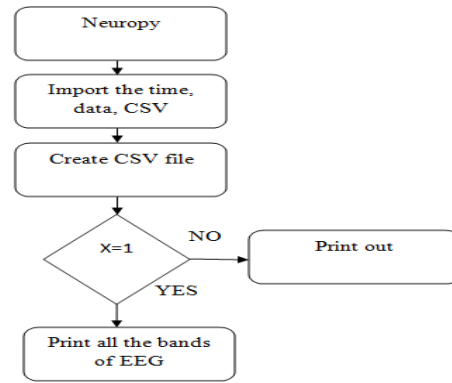 Neuropy
Import the time,
data, CSV
Create CSV file
X=1
NO
Print out
YES
Print all the bands
of EEG